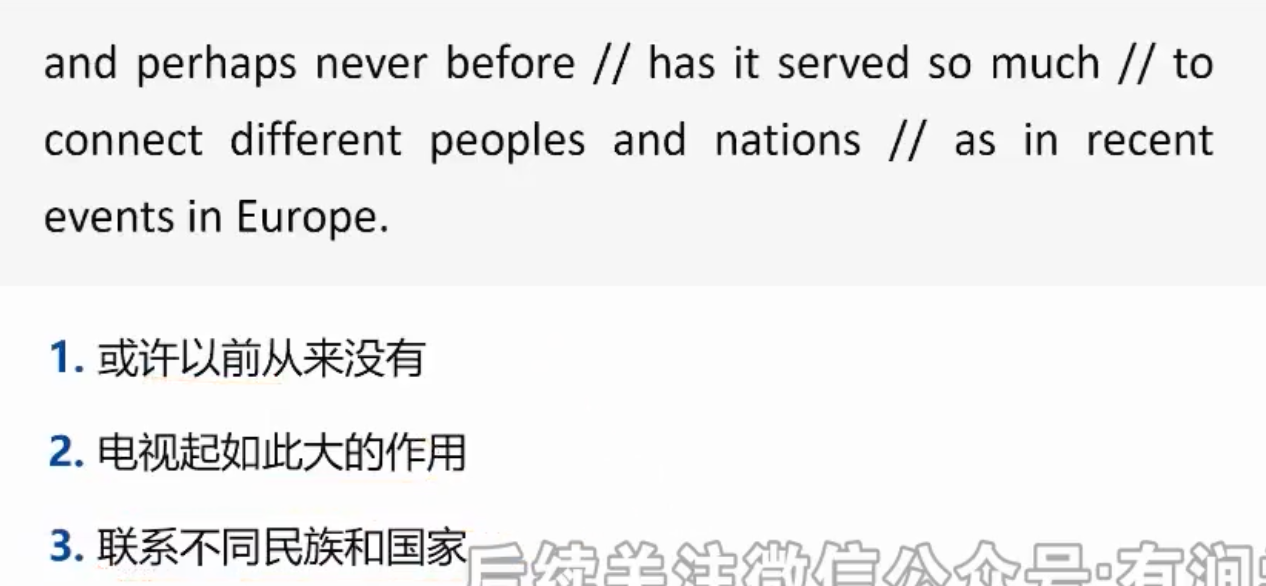 and perhaps never before // has it served so much // to
connect different peoples and nations // as in recent
events in Europe.
1. 或许以前从来没有
2. 电视起如此大的作用
3. 联系不同民族和国家
后续关注微信公众号:有润